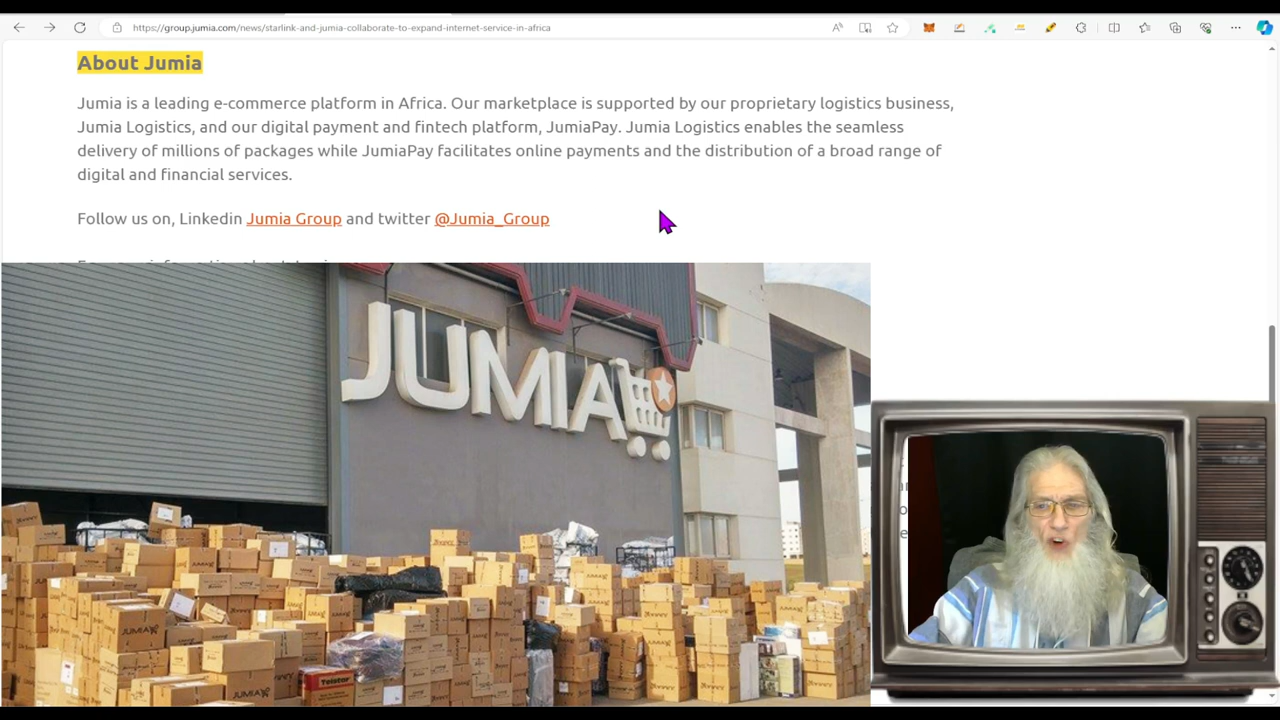 https://group.jumia.com/news/starlink-and-jumia-collaborate-to-expand-internet-service-in-africa
About Jumia
Jumia is a leading e-commerce platform in Africa. Our marketplace is supported by our proprietary logistics business,
Jumia Logistics, and our digital payment and fintech platform, JumiaPay. Jumia Logistics enables the seamless
delivery of millions of packages while JumiaPay facilitates online payments and the distribution of a broad range of
digital and financial services.
Follow us on, Linkedin Jumia Group and twitter @Jumia_Group
JUMIA
JUMIA
JUMIA
Telstar